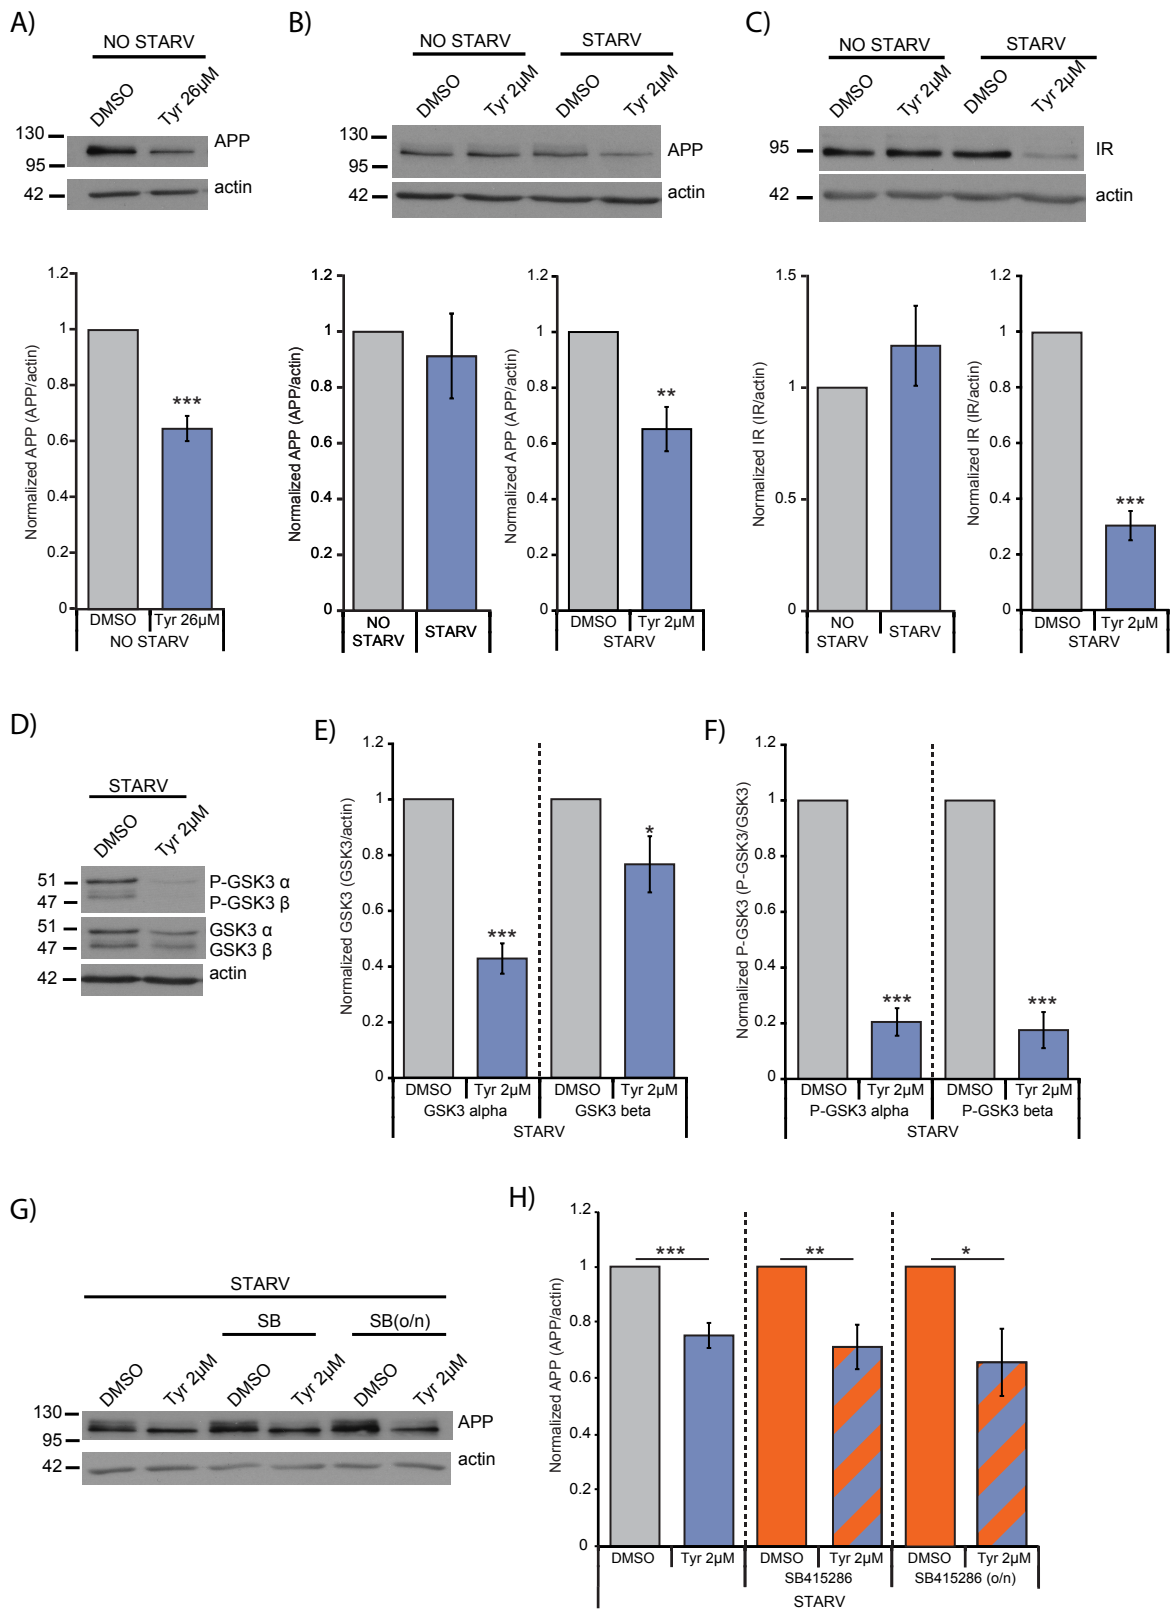 A)
NO STARV
DMSO
Tyr 26µM
130
95
42
APP
actin
Normalized APP (APP/actin)
1.2
1
0.8
0.6
0.4
0.2
0
***
DMSO
Tyr 26µM
NO STARV
B)
NO STARV
STARV
DMSO
Tyr 2µM
DMSO
Tyr 2µM
130
95
42
APP
actin
Normalized APP (APP/actin)
1.2
1
0.8
0.6
0.4
0.2
0
NO STARV
STARV
Normalized APP (APP/actin)
1.2
1
0.8
0.6
0.4
0.2
0
**
DMSO
Tyr 2µM
STARV
C)
NO STARV
STARV
DMSO
Tyr 2µM
DMSO
Tyr 2µM
95
42
IR
actin
Normalized IR (IR/actin)
1.5
1
0.5
0
NO STARV
STARV
Normalized IR (IR/actin)
1.2
1
0.8
0.6
0.4
0.2
0
***
DMSO
Tyr 2µM
STARV
D)
STARV
DMSO
Tyr 2µM
51
47
51
47
42
P-GSK3 α
P-GSK3 β
GSK3 α
GSK3 β
actin
E)
Normalized GSK3 (GSK3/actin)
1.2
1
0.8
0.6
0.4
0.2
0
***
*
DMSO
Tyr 2µM
DMSO
Tyr 2µM
GSK3 alpha
GSK3 beta
STARV
F)
Normalized P-GSK3 (P-GSK3/GSK3)
1.2
1
0.8
0.6
0.4
0.2
0
***
***
DMSO
Tyr 2µM
DMSO
Tyr 2µM
P-GSK3 alpha
P-GSK3 beta
STARV
G)
STARV
SB
SB(o/n)
DMSO
Tyr 2µM
DMSO
Tyr 2µM
DMSO
Tyr 2µM
130
95
42
APP
actin
H)
Normalized APP (APP/actin)
1.2
1
0.8
0.6
0.4
0.2
0
***
**
*
DMSO
Tyr 2µM
DMSO
Tyr 2µM
DMSO
Tyr 2µM
SB415286
SB415286 (o/n)
STARV